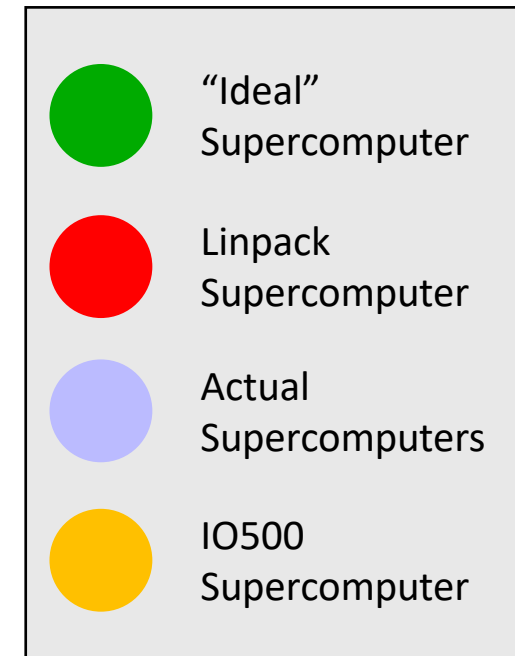 “Ideal”
Supercomputer
Linpack
Supercomputer
Actual
Supercomputers
IO500
Supercomputer